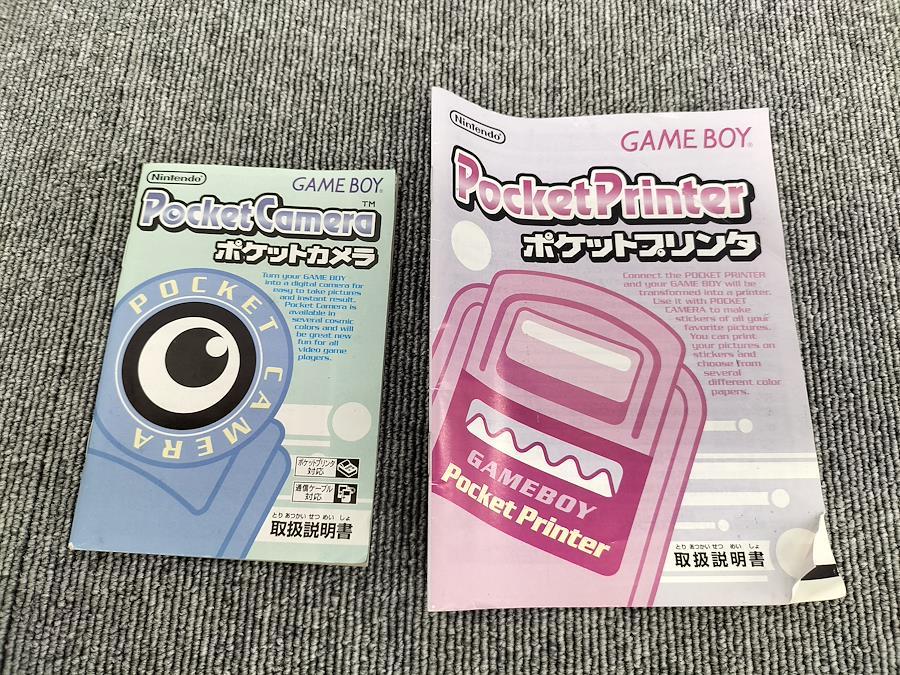 Nintendo
GAME BOY®
Pocket Camera™
ポケットカメラ
Turn your GAME BOY
into a digital camera for
easy to take pictures
and instant result.
Pocket Camera is
available in
several cosmic
colors and will
be great new
fun for all
video game
players.
POCKET CAMERA
ポケットプリンタ
対応
通信ケーブル
対応
とりあつかいせつめいしょ
取扱説明書
Nintendo®
GAME BOY®
Pocket Printer
ポケットプリンタ
Connect the POCKET PRINTER
and your GAME BOY will be
transformed into a printer.
Use it with POCKET
CAMERA to make
stickers of all your
favorite pictures.
You can print
your pictures on
stickers and
choose from
several
different color
papers.
GAMEBOY
Pocket Printer
とりあつかいせつめいしょ
取扱説明書